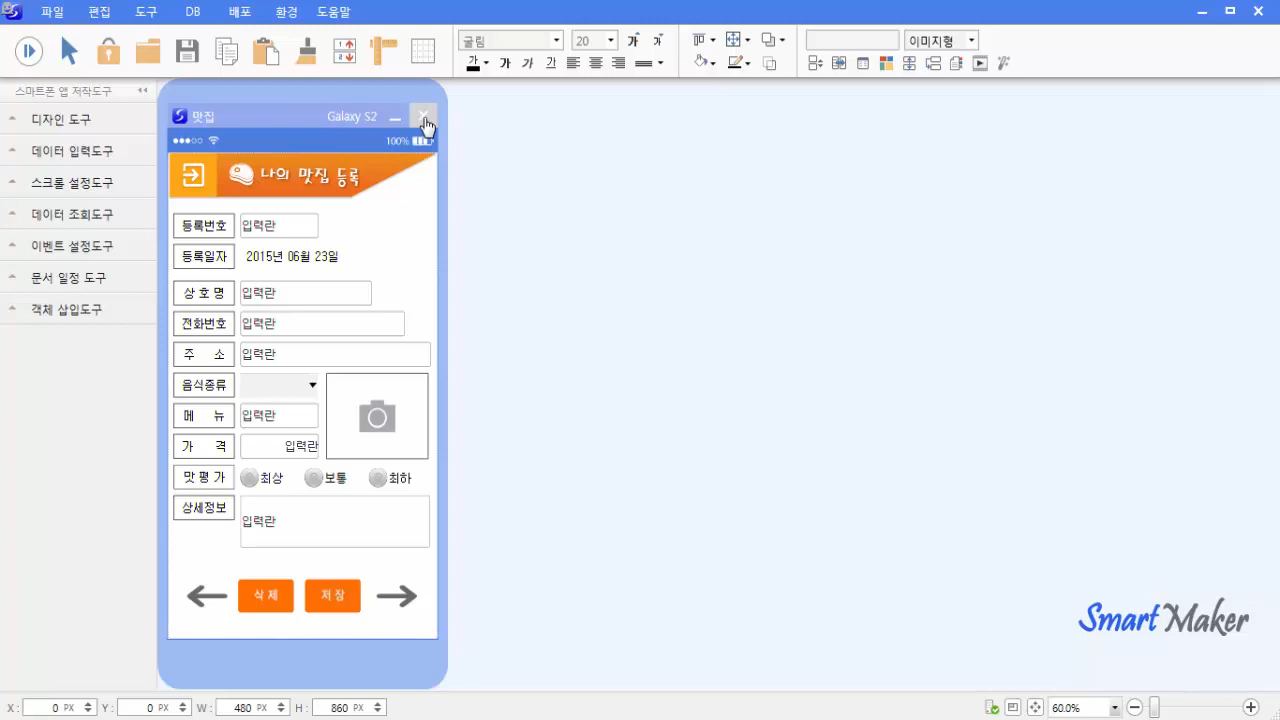 파일 편집 도구 DB 배포 환경 도움말
굴림 20 가 가
가 가 가 가 이미지형
스마트폰 앱 저작도구
디자인 도구
데이터 입력도구
스크롤 설정도구
데이터 조회도구
이벤트 설정도구
문서 일정 도구
객체 삽입도구
맛집 Galaxy S2
100%
나의 맛집 등록
등록번호 입력란
등록일자 2015년 06월 23일
상 호 명 입력란
전화번호 입력란
주 소 입력란
음식종류
메 뉴 입력란
가 격 입력란
맛 평 가 최상 보통 최하
상세정보 입력란
삭 제 저 장
Smart Maker
X : 0 PX Y : 0 PX W : 480 PX H : 860 PX 60.0%